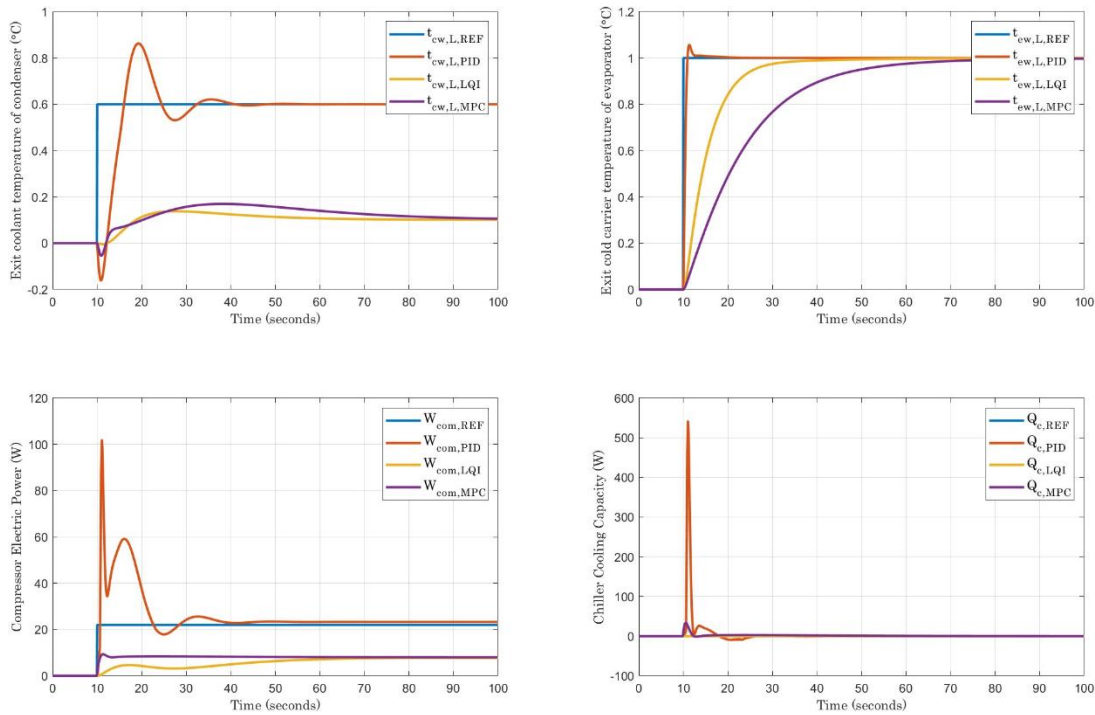 1
0.8
0.6
0.4
0.2
0
-0.2
0 10 20 30 40 50 60 70 80 90 100
Time (seconds)
Exit coolant temperature of condenser (°C)
t_cw,L,REF
t_cw,L,PID
t_cw,L,LQI
t_cw,L,MPC
1.2
1
0.8
0.6
0.4
0.2
0
0 10 20 30 40 50 60 70 80 90 100
Time (seconds)
Exit cold carrier temperature of evaporator (°C)
t_ew,L,REF
t_ew,L,PID
t_ew,L,LQI
t_ew,L,MPC
120
100
80
60
40
20
0
0 10 20 30 40 50 60 70 80 90 100
Time (seconds)
Compressor Electric Power (W)
W_com,REF
W_com,PID
W_com,LQI
W_com,MPC
600
500
400
300
200
100
0
-100
0 10 20 30 40 50 60 70 80 90 100
Time (seconds)
Chiller Cooling Capacity (W)
Q_c,REF
Q_c,PID
Q_c,LQI
Q_c,MPC